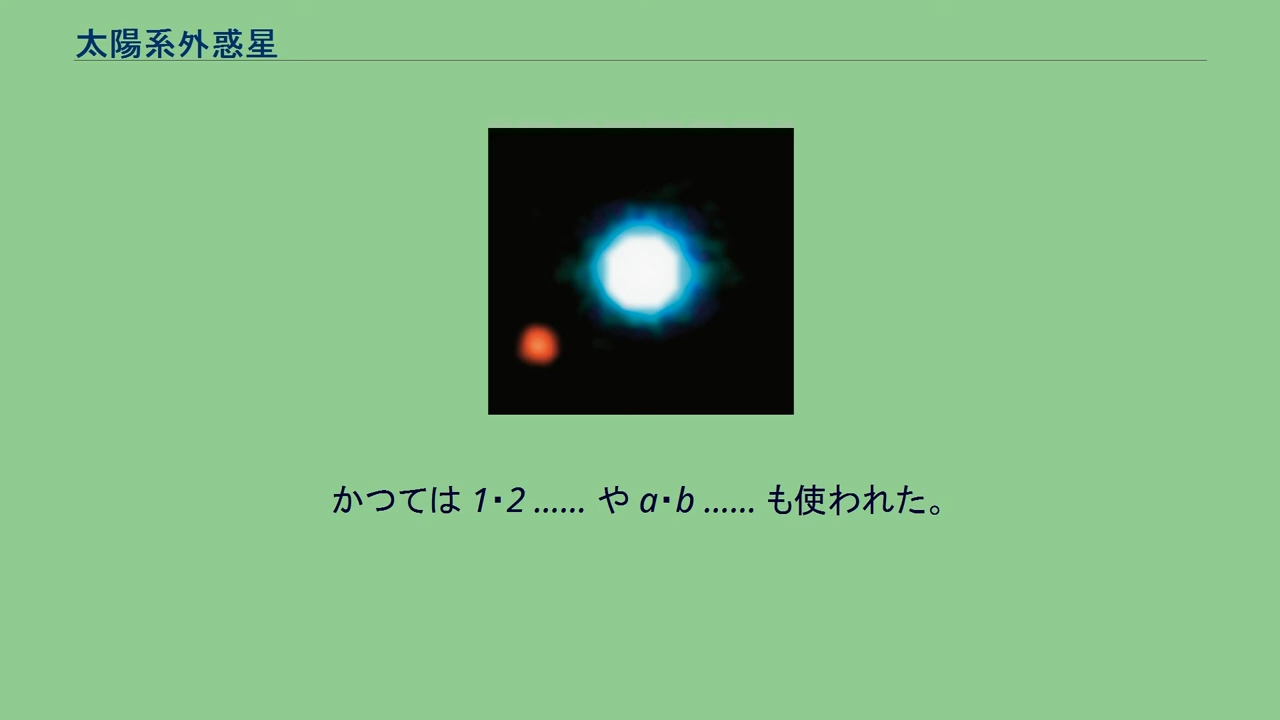 太陽系外惑星
かつては 1・2 …… や a・b …… も使われた。